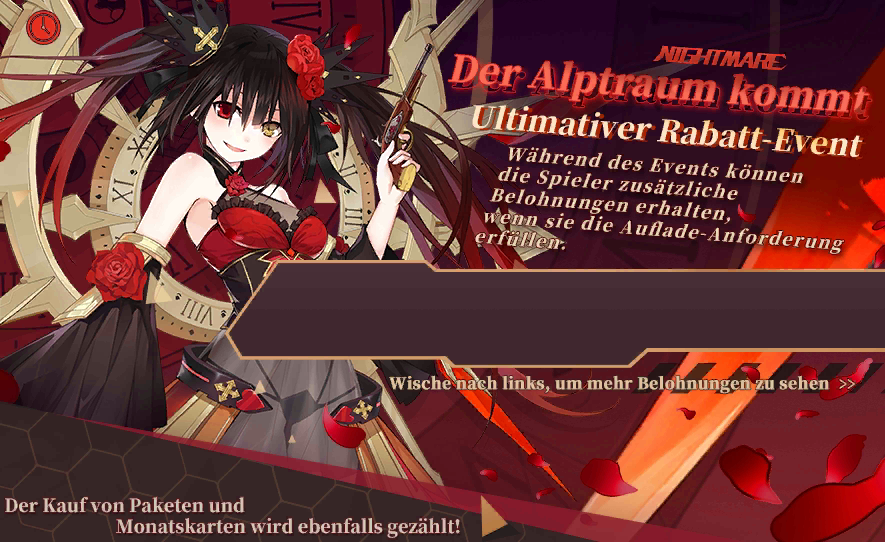 NIGHTMARE
Der Alptraum kommt
Ultimativer Rabatt-Event
Während des Events können
die Spieler zusätzliche
Belohnungen erhalten,
wenn sie die Auflade-Anforderung
erfüllen.
Wische nach links, um mehr Belohnungen zu sehen >>
Der Kauf von Paketen und
Monatskarten wird ebenfalls gezählt!